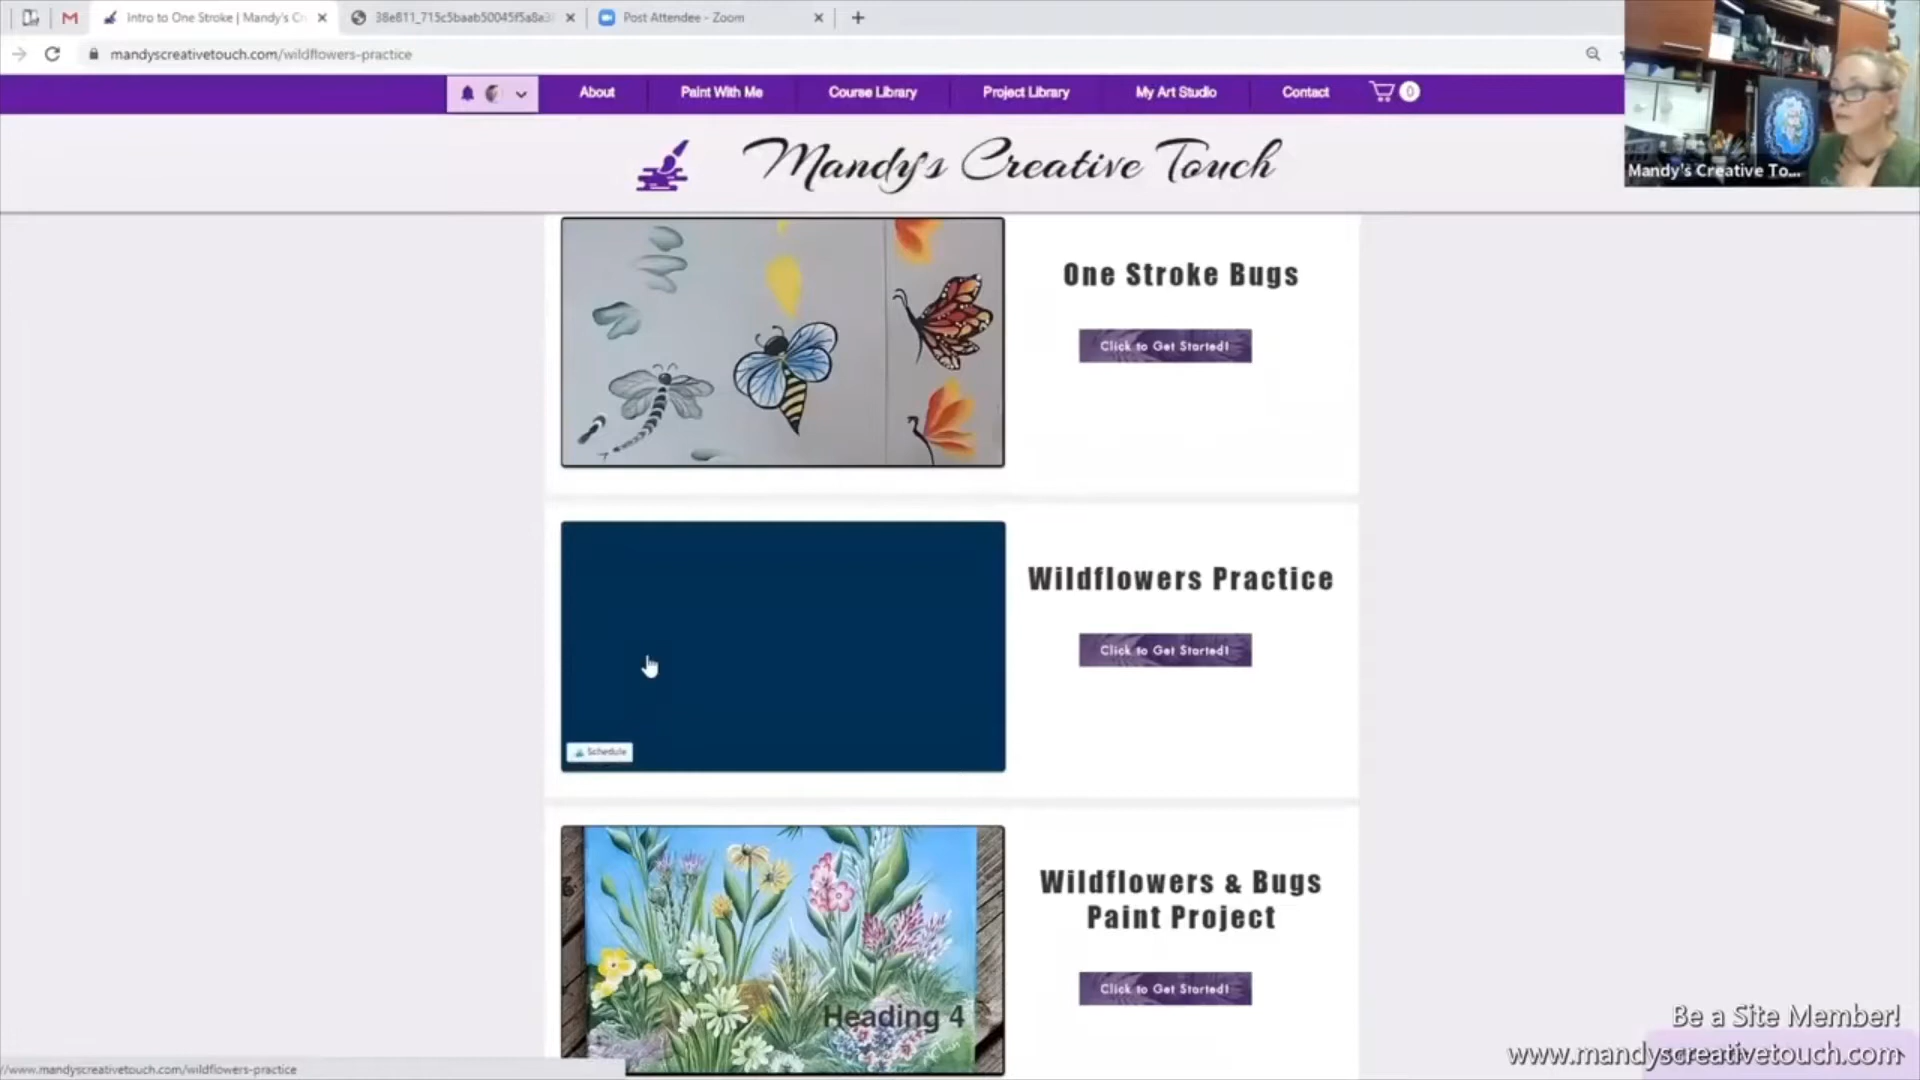 Intro to One Stroke | Mandy's Cr
38e811_715c5baab50045f5a8a3
Post Attendee - Zoom
mandyscreativetouch.com/wildflowers-practice
About
Paint With Me
Course Library
Project Library
My Art Studio
Contact
0
Mandy's Creative Touch
Mandy's Creative To...
One Stroke Bugs
Click to Get Started!
Wildflowers Practice
Click to Get Started!
Schedule
Wildflowers & Bugs
Paint Project
Click to Get Started!
Heading 4
Be a Site Member!
www.mandyscreativetouch.com
//www.mandyscreativetouch.com/wildflowers-practice